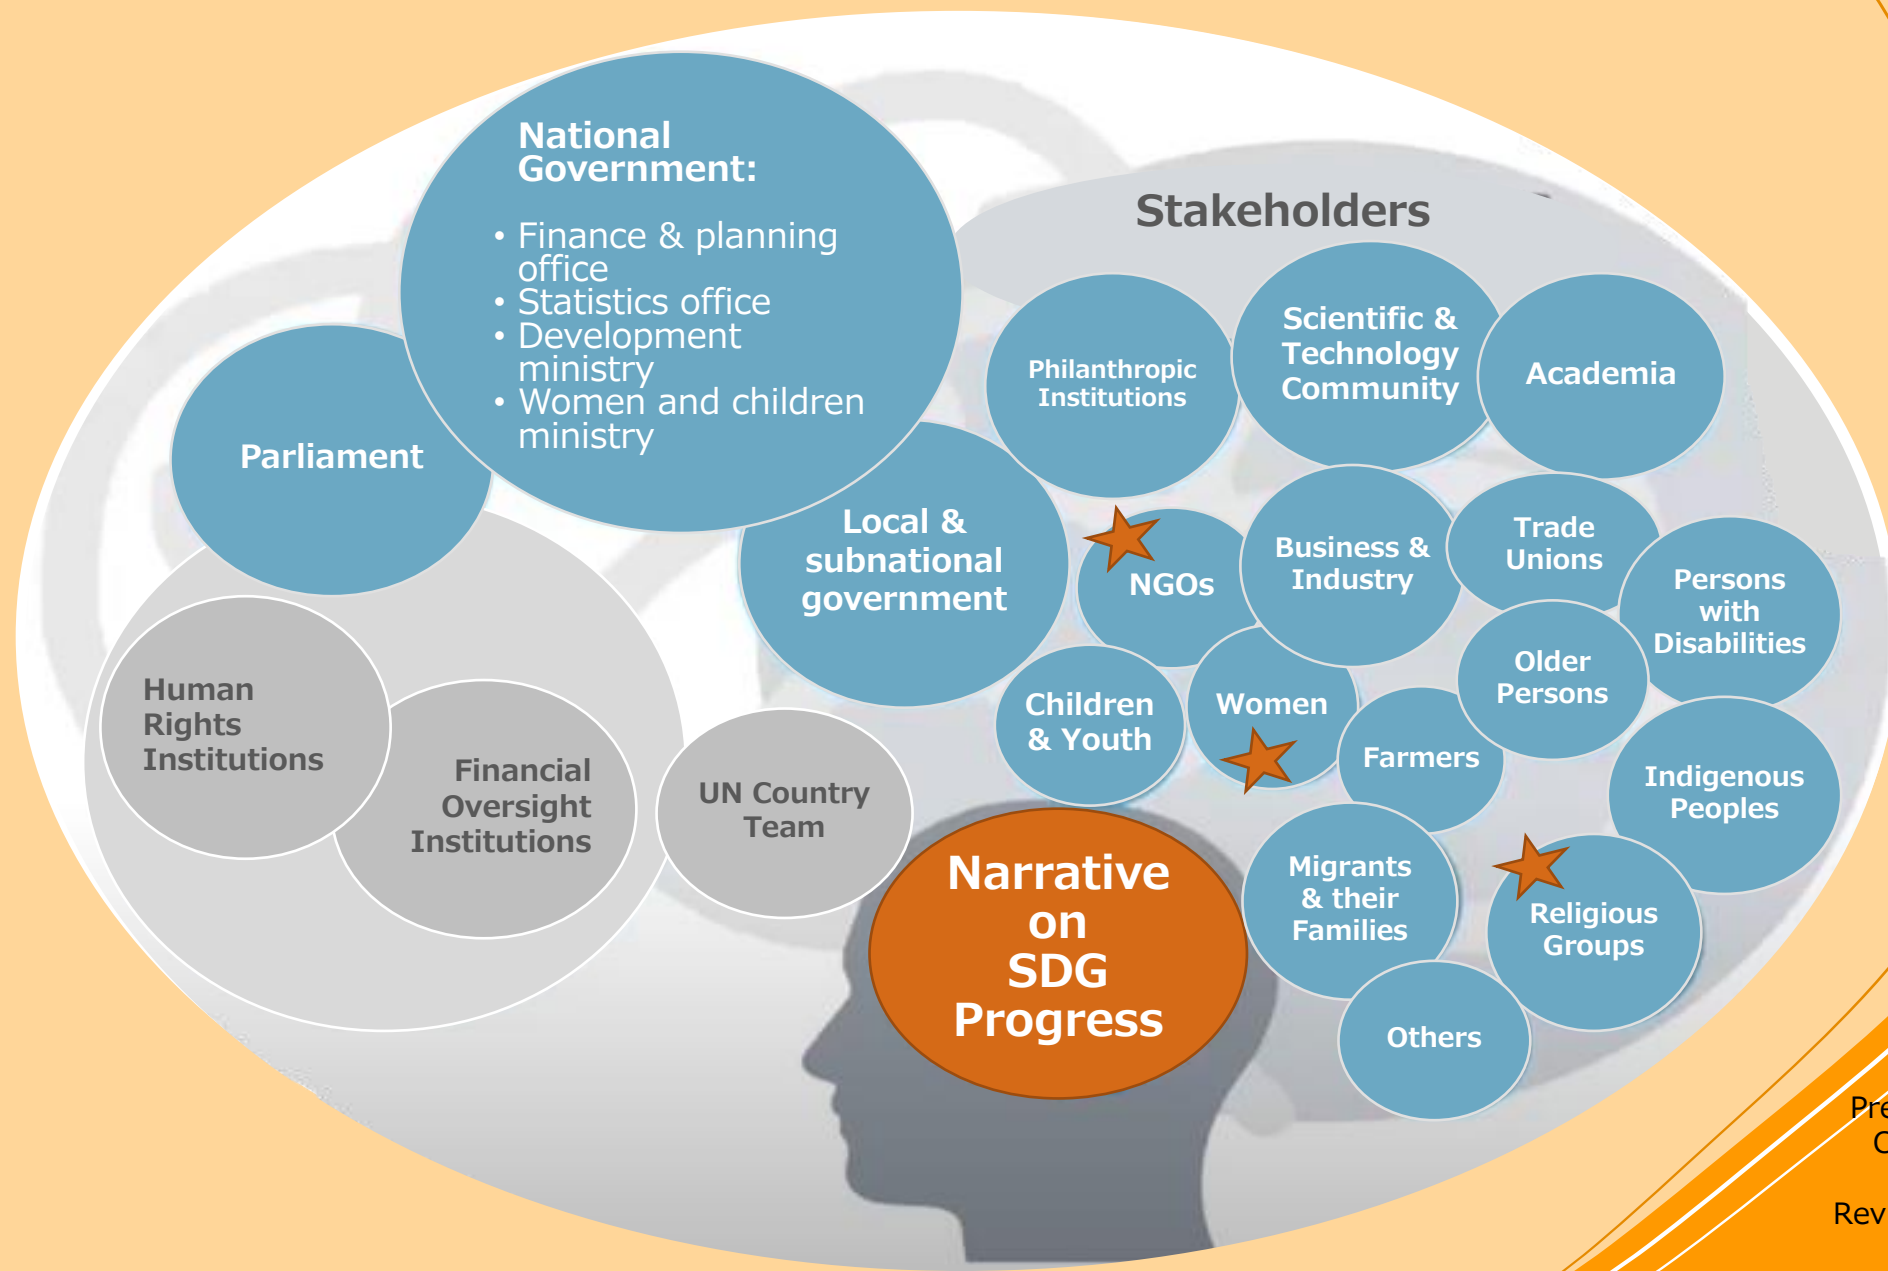 National
Government:
• Finance & planning
office
• Statistics office
• Development
ministry
• Women and children
ministry
Parliament
Human
Rights
Institutions
Financial
Oversight
Institutions
UN Country
Team
Local &
subnational
government
Stakeholders
Philanthropic
Institutions
Scientific &
Technology
Community
Academia
NGOs
Business &
Industry
Trade
Unions
Persons
with
Disabilities
Children
& Youth
Women
Farmers
Older
Persons
Indigenous
Peoples
Migrants
& their
Families
Religious
Groups
Others
Narrative
on
SDG
Progress